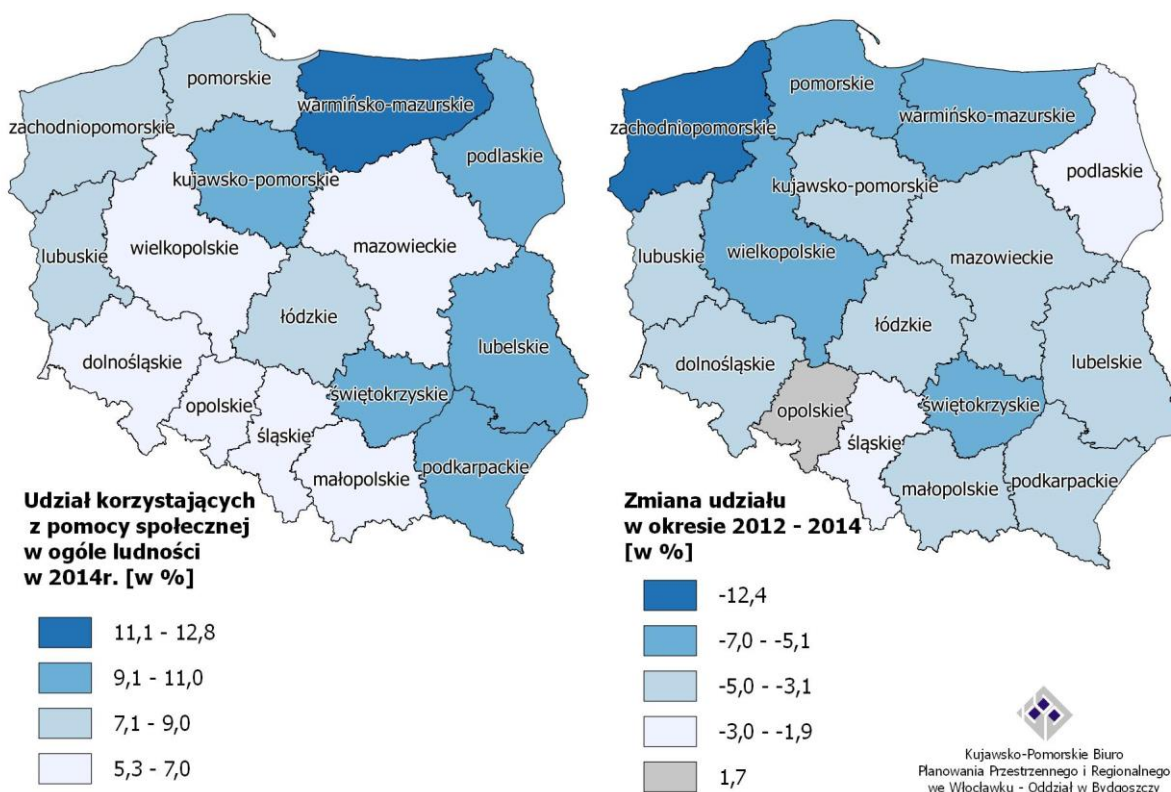 pomorskie
warmińsko-mazurskie
zachodniopomorskie
podlaskie
kujawsko-pomorskie
wielkopolskie
mazowieckie
lubuskie
łódzkie
lubelskie
dolnośląskie
opolskie
świętokrzyskie
śląskie
podkarpackie
małopolskie
Udział korzystających
z pomocy społecznej
w ogóle ludności
w 2014r. [w %]
11,1 - 12,8
9,1 - 11,0
7,1 - 9,0
5,3 - 7,0
pomorskie
warmińsko-mazurskie
zachodniopomorskie
podlaskie
kujawsko-pomorskie
wielkopolskie
mazowieckie
lubuskie
łódzkie
lubelskie
dolnośląskie
opolskie
świętokrzyskie
śląskie
podkarpackie
małopolskie
Zmiana udziału
w okresie 2012 - 2014
[w %]
-12,4
-7,0 - -5,1
-5,0 - -3,1
-3,0 - -1,9
1,7
Kujawsko-Pomorskie Biuro
Planowania Przestrzennego i Regionalnego
we Włocławku - Oddział w Bydgoszczy